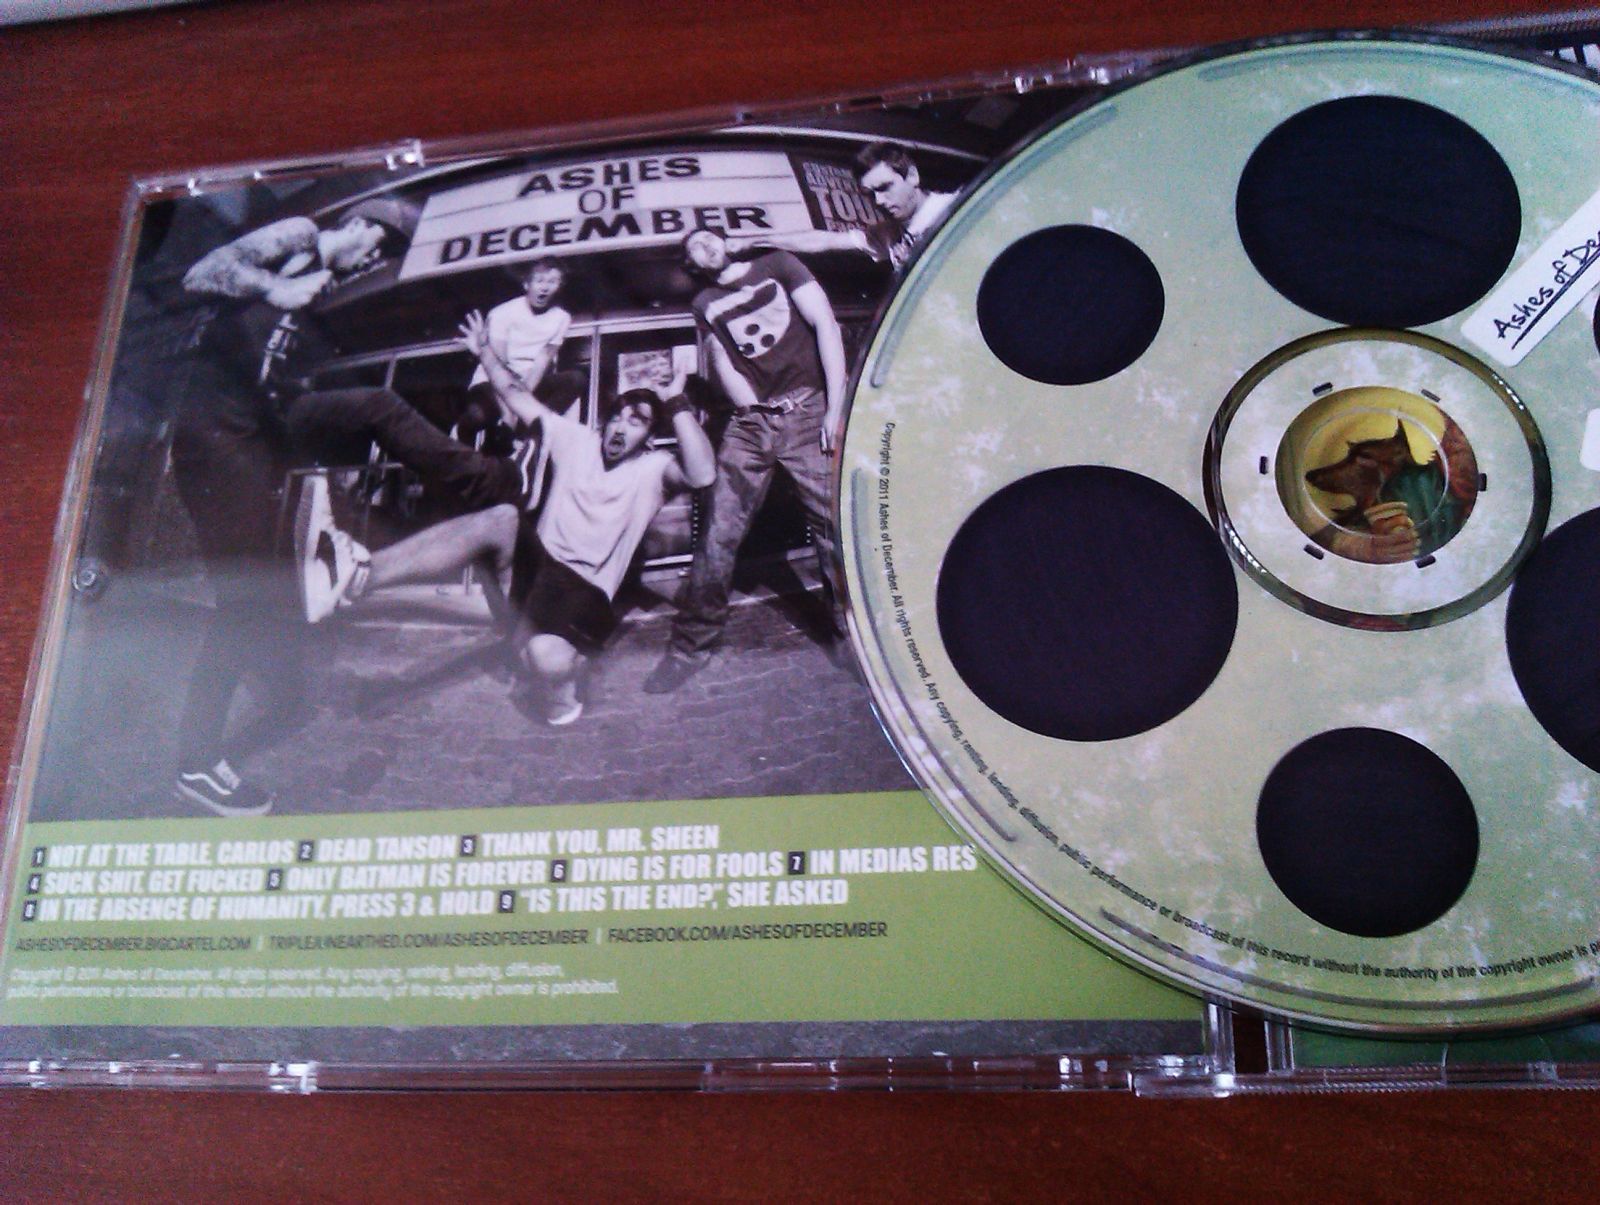 ASHES
OF
DECEMBER
TOU
Ashes of De
1 NOT AT THE TABLE, CARLOS 2 DEAD TANSON 3 THANK YOU, MR. SHEEN
4 SUCK SHIT, GET FUCKED 5 ONLY BATMAN IS FOREVER 6 DYING IS FOR FOOLS 7 IN MEDIAS RES
8 IN THE ABSENCE OF HUMANITY, PRESS 3 & HOLD 9 "IS THIS THE END?," SHE ASKED
ASHESOFDECEMBER.BIGCARTEL.COM | TRIPLEJUNEARTHED.COM/ASHESOFDECEMBER | FACEBOOK.COM/ASHESOFDECEMBER
Copyright © 2011 Ashes of December. All rights reserved. Any copying, renting, lending, diffusion,
public performance or broadcast of this record without the authority of the copyright owner is prohibited.
Copyright © 2011 Ashes of December. All rights reserved. Any copying, renting, lending, diffusion, public performance or broadcast of this record without the authority of the copyright owner is p